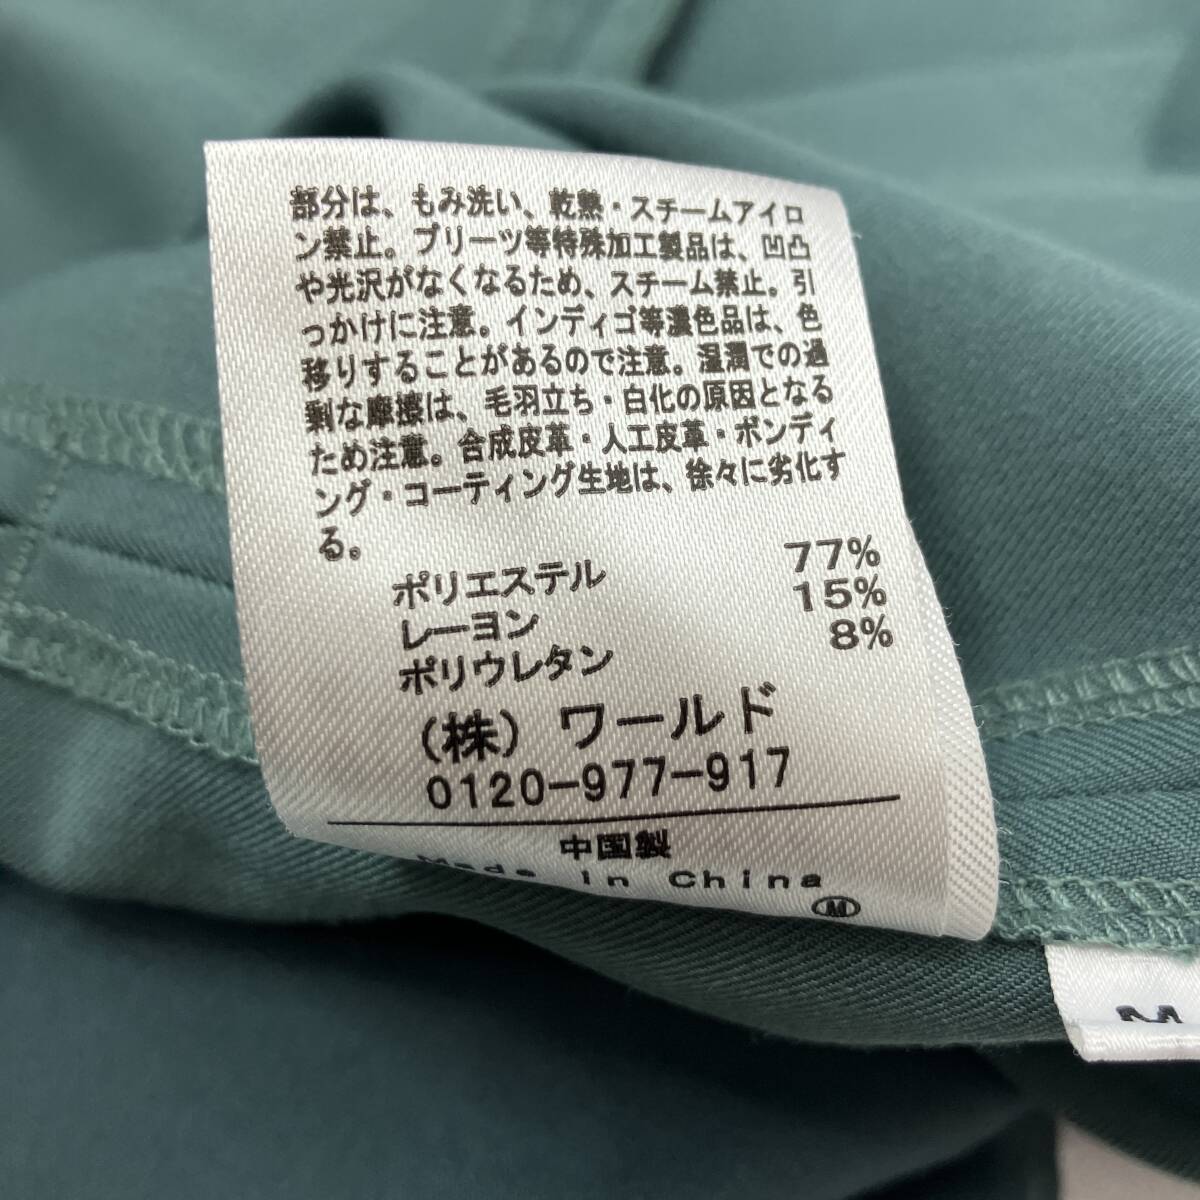 部分は、もみ洗い、乾熱・スチームアイロ
ン禁止。プリーツ等特殊加工製品は、凹凸
や光沢がなくなるため、スチーム禁止。引
っかけに注意。インディゴ等濃色品は、色
移りすることがあるので注意。湿潤での過
剰な摩擦は、毛羽立ち・白化の原因となる
ため注意。合成皮革・人工皮革・ボンディ
ング・コーティング生地は、徐々に劣化す
る。
ポリエステル 77%
レーヨン 15%
ポリウレタン 8%
(株) ワールド
0120-977-917
中国製
Made in China
M
M